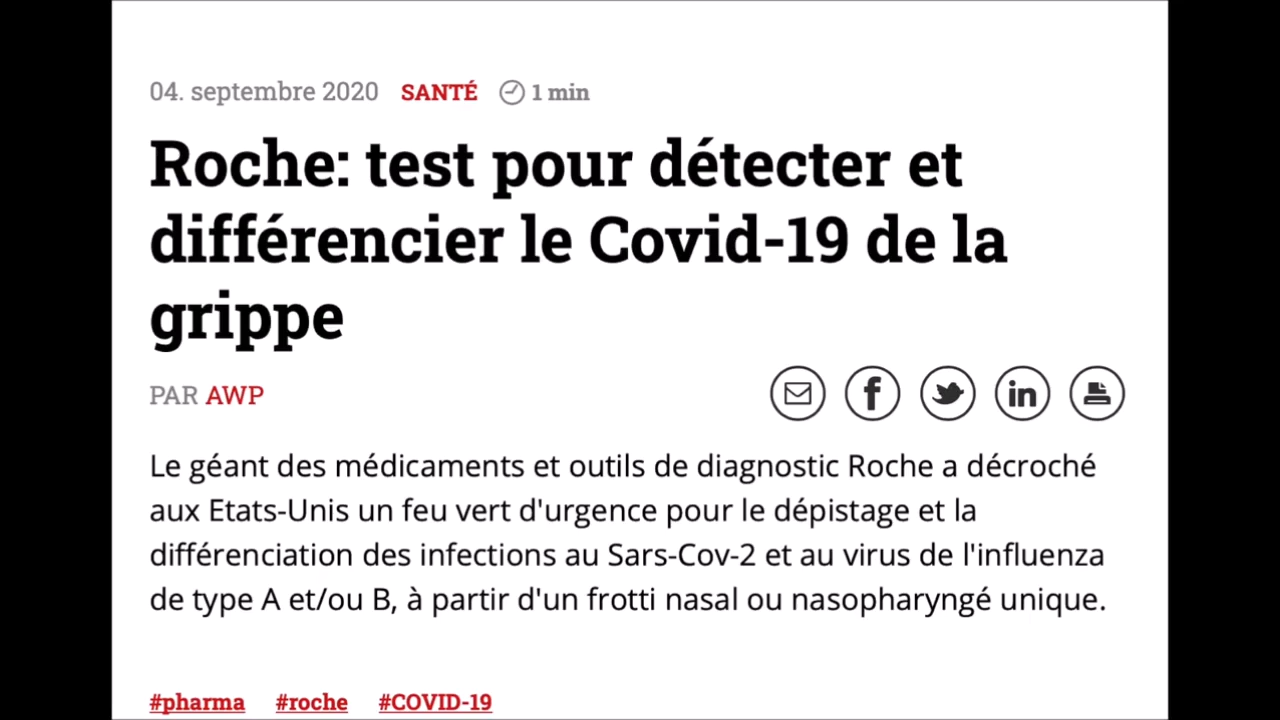 04. septembre 2020 SANTÉ 1 min
Roche: test pour détecter et
différencier le Covid-19 de la
grippe
PAR AWP
Le géant des médicaments et outils de diagnostic Roche a décroché
aux Etats-Unis un feu vert d'urgence pour le dépistage et la
différenciation des infections au Sars-Cov-2 et au virus de l'influenza
de type A et/ou B, à partir d'un frotti nasal ou nasopharyngé unique.
#pharma #roche #COVID-19